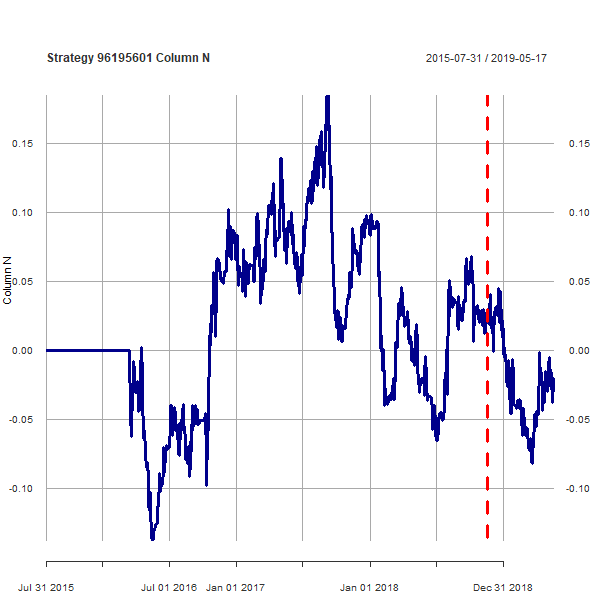 Strategy 96195601 Column N
2015-07-31 / 2019-05-17
Column N
0.15
0.10
0.05
0.00
-0.05
-0.10
0.15
0.10
0.05
0.00
-0.05
-0.10
Jul 31 2015
Jul 01 2016
Jan 01 2017
Jan 01 2018
Dec 31 2018